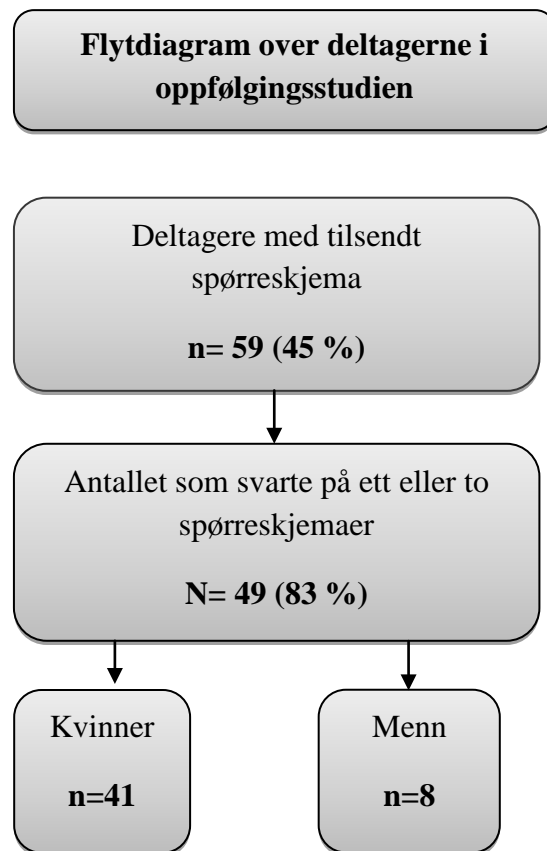 Flytdiagram over deltagerne i
oppfølgingsstudien
Deltagere med tilsendt
spørreskjema
n= 59 (45 %)
Antallet som svarte på ett eller to
spørreskjemaer
N= 49 (83 %)
Kvinner
n=41
Menn
n=8